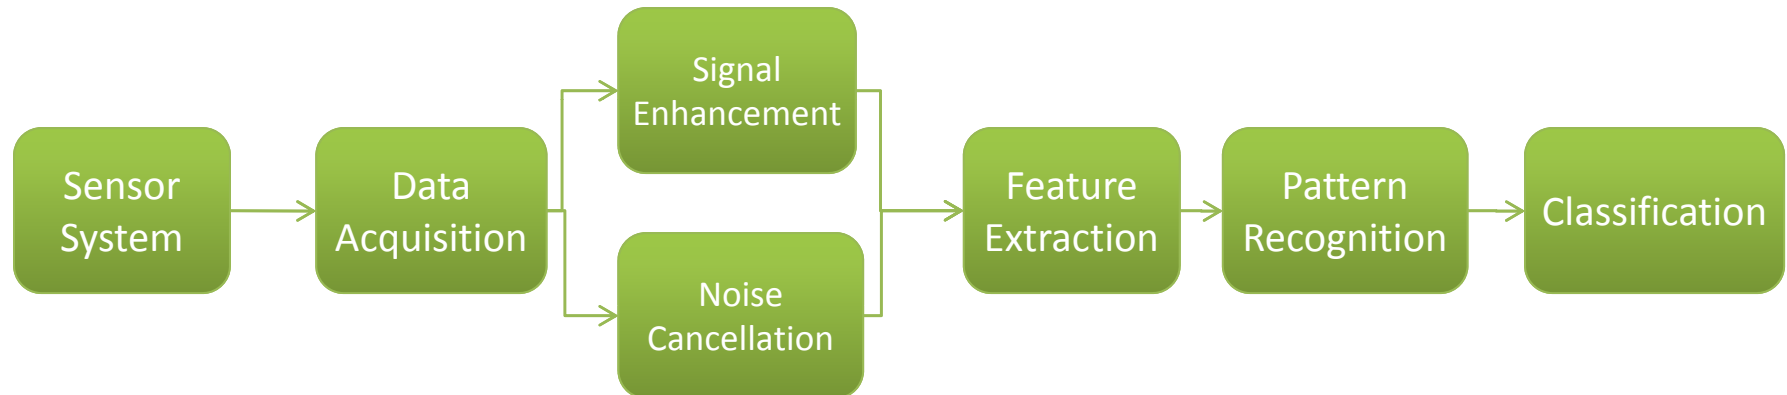 Sensor
System
Data
Acquisition
Signal
Enhancement
Noise
Cancellation
Feature
Extraction
Pattern
Recognition
Classification